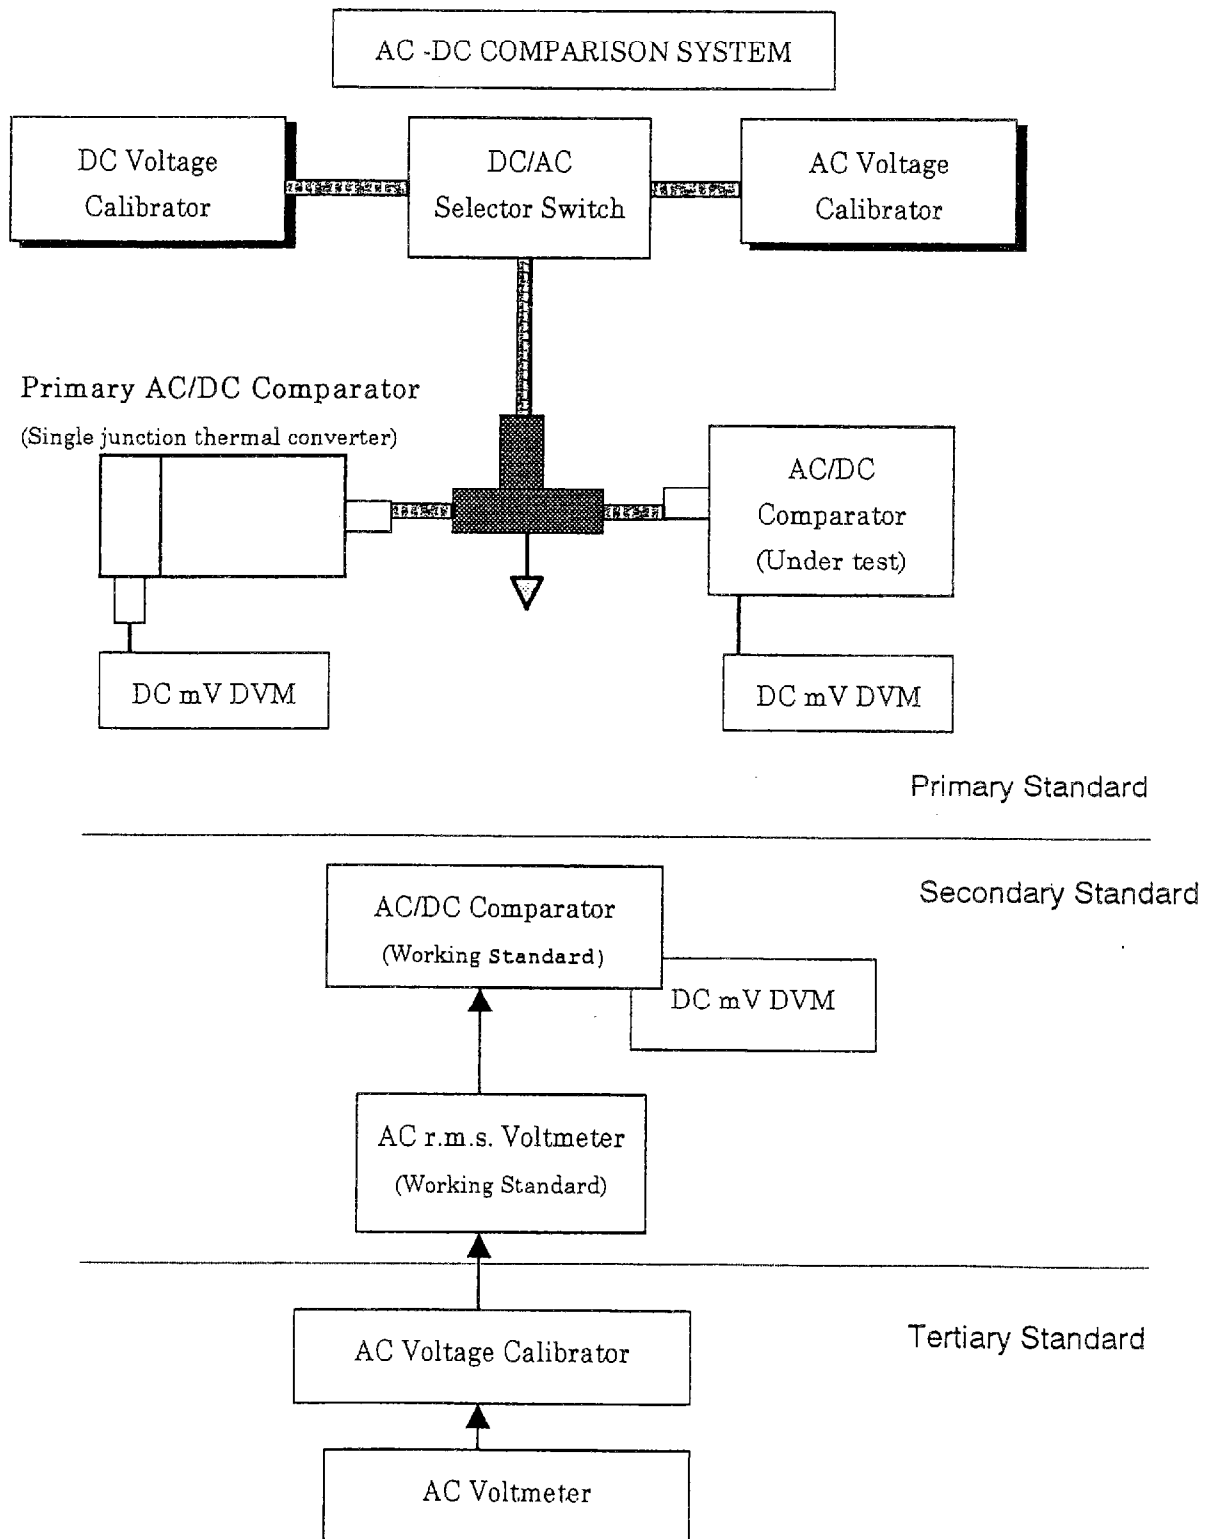 AC -DC COMPARISON SYSTEM
DC Voltage
Calibrator
DC/AC
Selector Switch
AC Voltage
Calibrator
Primary AC/DC Comparator
(Single junction thermal converter)
AC/DC
Comparator
(Under test)
DC mV DVM
DC mV DVM
Primary Standard
Secondary Standard
AC/DC Comparator
(Working Standard)
DC mV DVM
AC r.m.s. Voltmeter
(Working Standard)
Tertiary Standard
AC Voltage Calibrator
AC Voltmeter